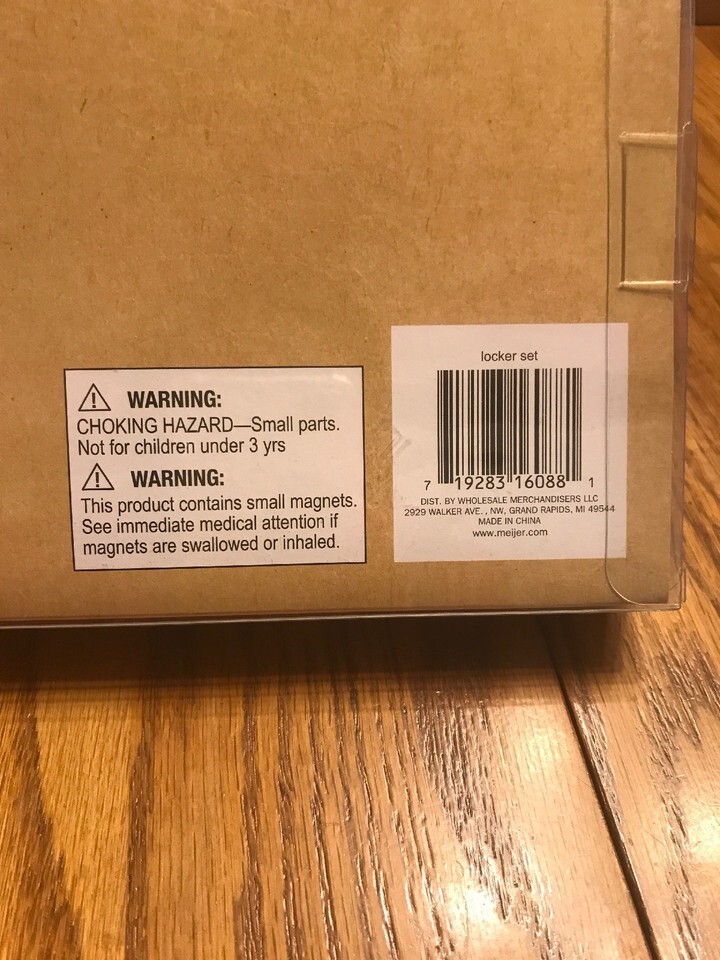 WARNING:
CHOKING HAZARD—Small parts.
Not for children under 3 yrs
WARNING:
This product contains small magnets.
See immediate medical attention if
magnets are swallowed or inhaled.
locker set
7 19283 16088 1
DIST. BY WHOLESALE MERCHANDISERS LLC
2929 WALKER AVE. , NW, GRAND RAPIDS, MI 49544
MADE IN CHINA
www.meijer.com